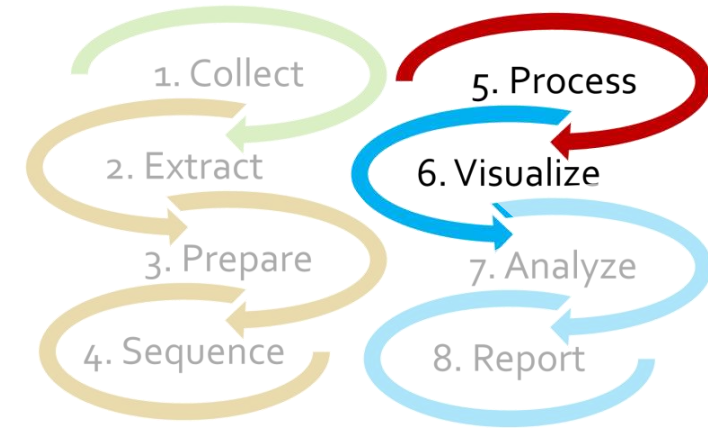 1. Collect
2. Extract
3. Prepare
4. Sequence
5. Process
6. Visualize
7. Analyze
8. Report